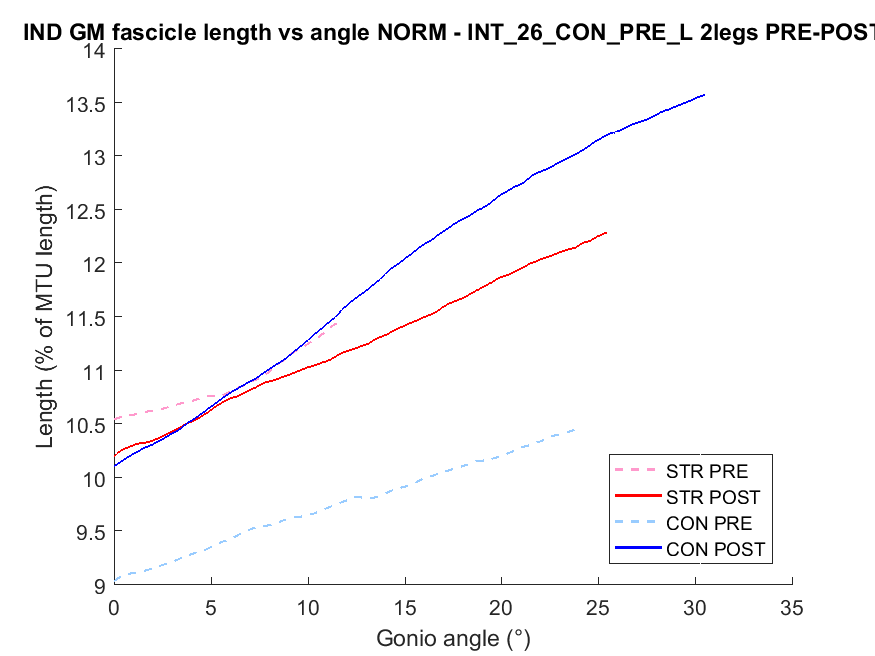 IND GM fascicle length vs angle NORM - INT_26_CON_PRE_L 2legs PRE-POST
14
13.5
13
12.5
12
11.5
11
10.5
10
9.5
9
Length (% of MTU length)
0 5 10 15 20 25 30 35
Gonio angle (°)
STR PRE
STR POST
CON PRE
CON POST